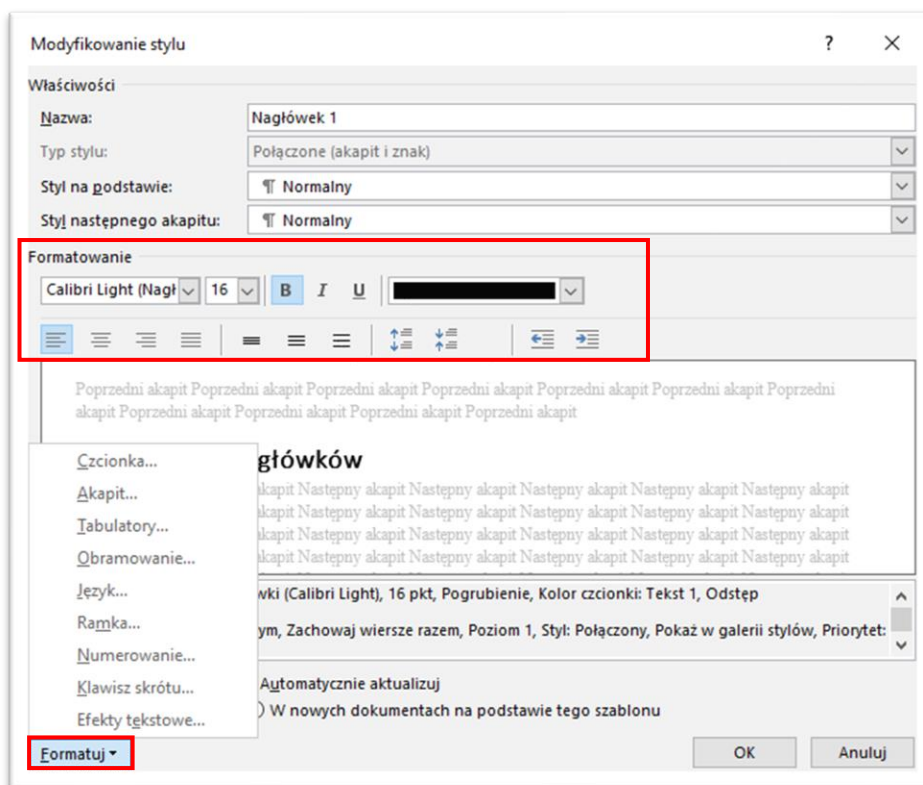 Modyfikowanie stylu ?
Właściwości
Nazwa: Nagłówek 1
Typ stylu: Połączone (akapit i znak)
Styl na podstawie: ¶ Normalny
Styl następnego akapitu: ¶ Normalny
Formatowanie
Calibri Light (Nagł 16 B I U
Poprzedni akapit Poprzedni akapit Poprzedni akapit Poprzedni akapit Poprzedni akapit Poprzedni akapit Poprzedni
akapit Poprzedni akapit Poprzedni akapit Poprzedni akapit Poprzedni akapit
główków
akapit Następny akapit Następny akapit Następny akapit Następny akapit Następny akapit
akapit Następny akapit Następny akapit Następny akapit Następny akapit Następny akapit
akapit Następny akapit Następny akapit Następny akapit Następny akapit Następny akapit
akapit Następny akapit Następny akapit Następny akapit Następny akapit Następny akapit
wki (Calibri Light), 16 pkt, Pogrubienie, Kolor czcionki: Tekst 1, Odstęp
ym, Zachowaj wiersze razem, Poziom 1, Styl: Połączony, Pokaż w galerii stylów, Priorytet:
Automatycznie aktualizuj
W nowych dokumentach na podstawie tego szablonu
Czcionka...
Akapit...
Tabulatory...
Obramowanie...
Język...
Ramka...
Numerowanie...
Klawisz skrótu...
Efekty tekstowe...
Formatuj OK Anuluj